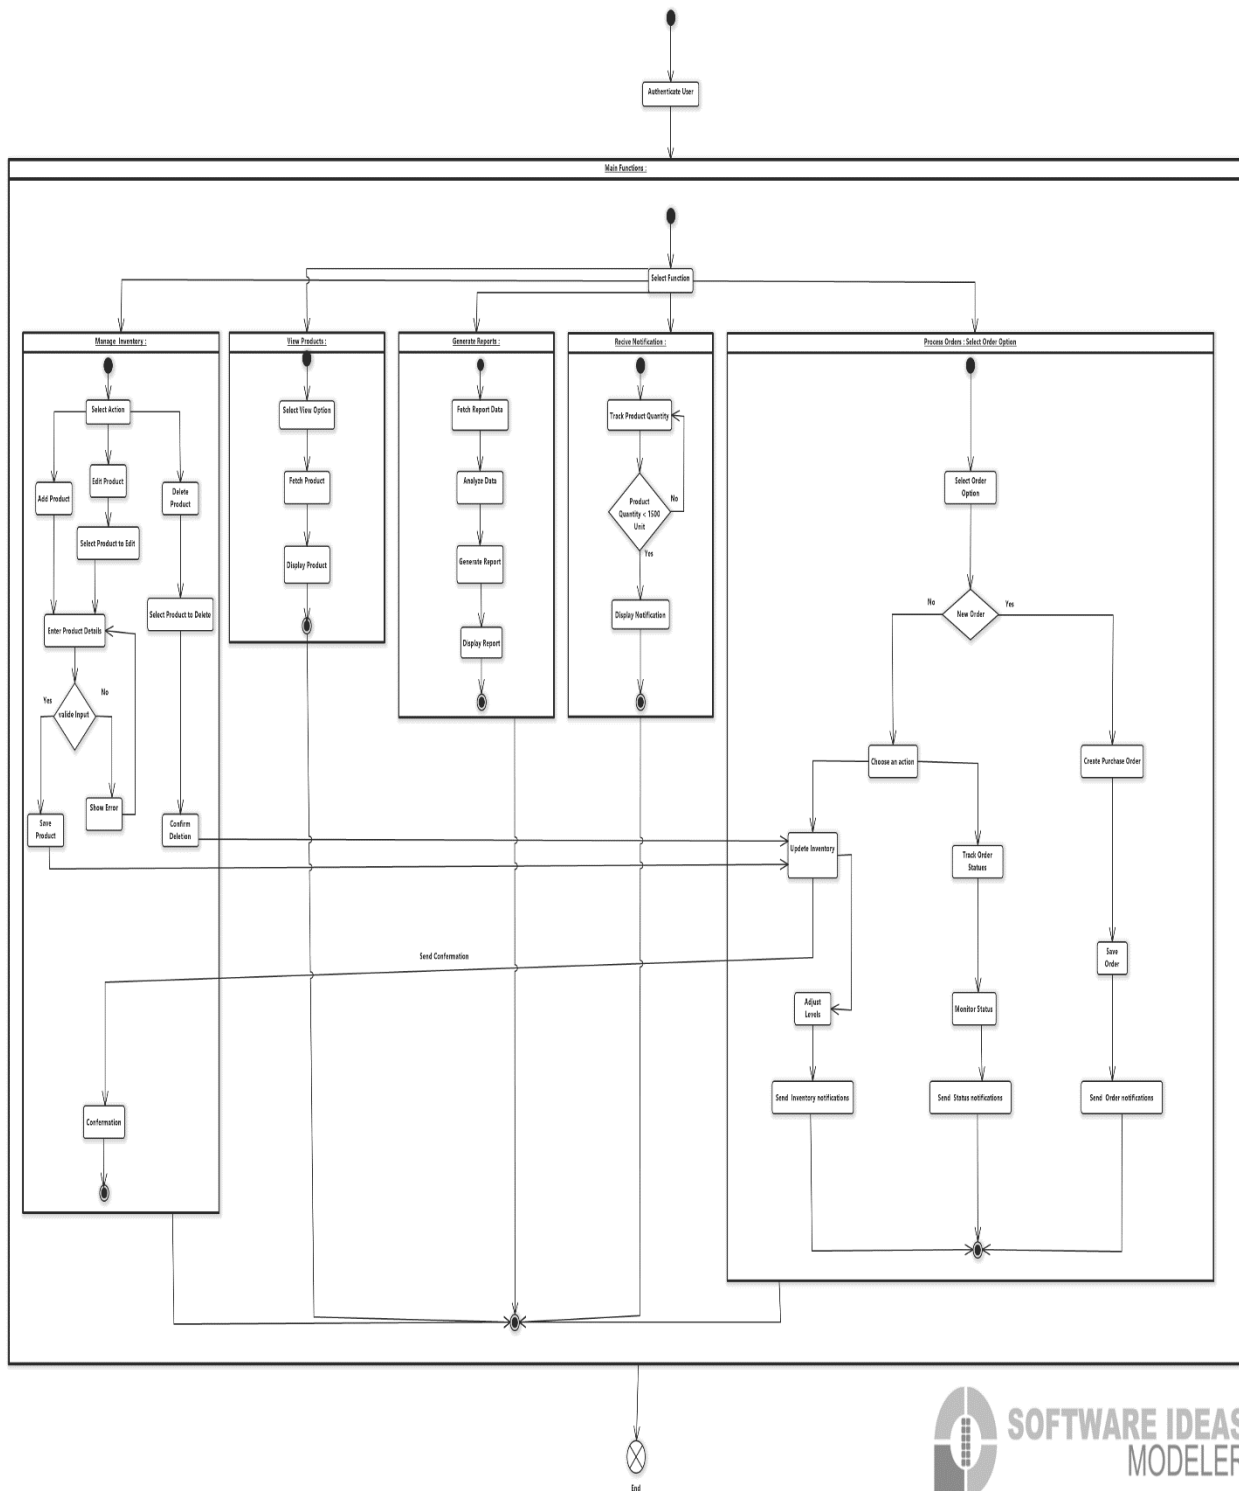 Authenticate User
Main Functions :
Select Function
Manage Inventory :
Select Action
Add Product
Edit Product
Delete
Product
Select Product to Edit
Select Product to Delete
Enter Product Details
valide Input
Yes
No
Show Error
Save
Product
Confirm
Deletion
Confermation
View Products :
Select View Option
Fetch Product
Display Product
Generate Reports :
Fetch Report Data
Analyze Data
Generate Report
Display Report
Recive Notification :
Track Product Quantity
Product
Quantity < 1500
Unit
No
Yes
Display Notification
Process Orders : Select Order Option
Select Order
Option
New Order
No
Yes
Choose an action
Create Purchase Order
Update Inventory
Track Order
Statues
Save
Order
Send Confermation
Adjust
Levels
Monitor Status
Send Inventory notifications
Send Status notifications
Send Order notifications
End
SOFTWARE IDEAS
MODELER